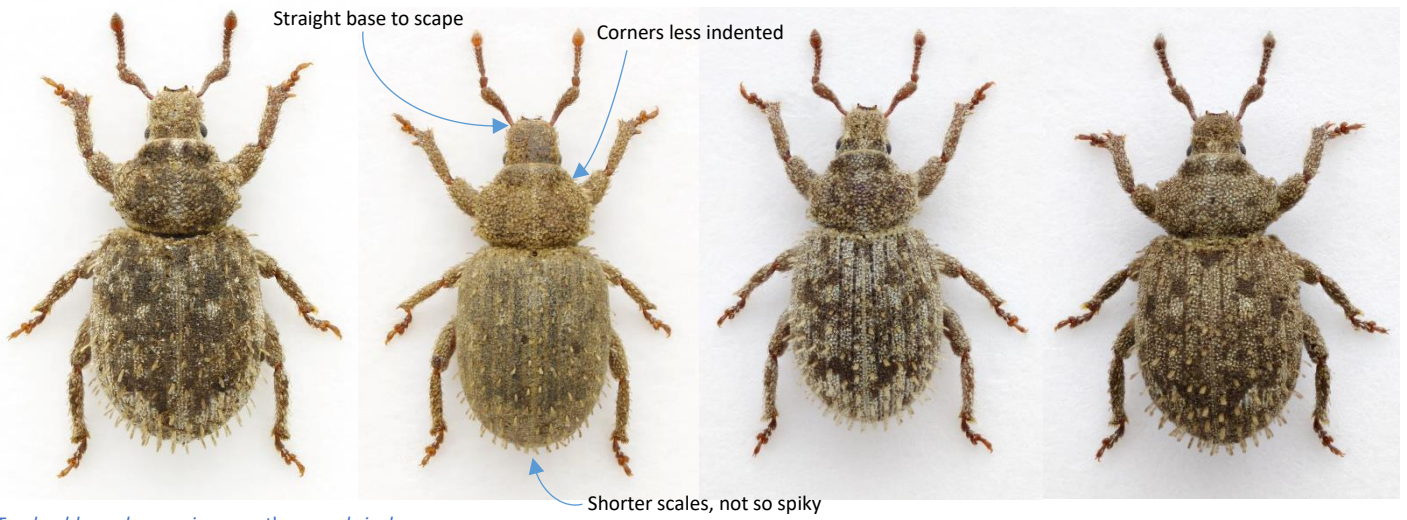 Straight base to scape
Corners less indented
Shorter scales, not so spiky